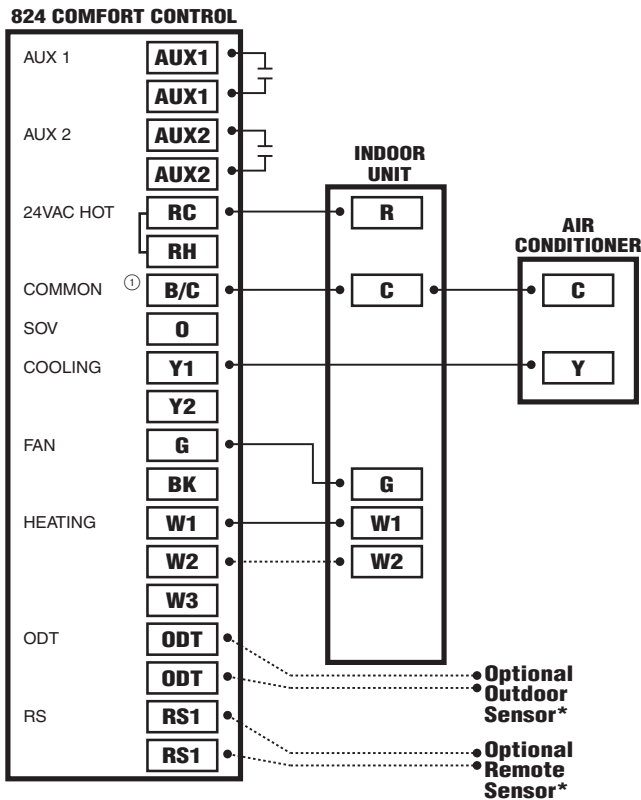 824 COMFORT CONTROL
AUX 1
AUX1
AUX1
AUX 2
AUX2
AUX2
24VAC HOT
RC
RH
COMMON
①
B/C
SOV
O
COOLING
Y1
Y2
FAN
G
BK
HEATING
W1
W2
W3
ODT
ODT
ODT
RS
RS1
RS1
INDOOR
UNIT
R
C
G
W1
W2
AIR
CONDITIONER
C
Y
Optional
Outdoor
Sensor*
Optional
Remote
Sensor*